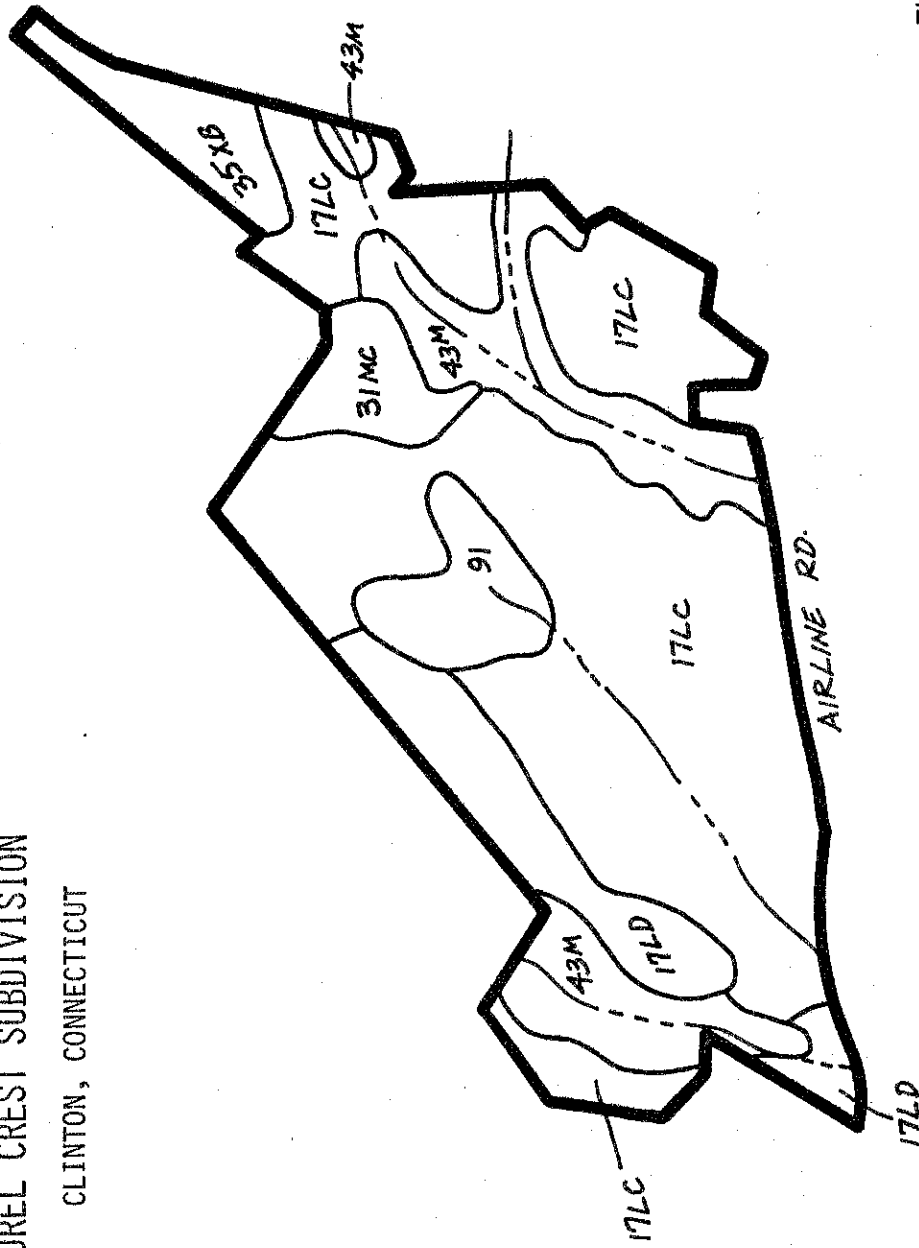 UREL CREST SUBDIVISION
CLINTON, CONNECTICUT
35XB
17LC
43M
31MC
43M
17LC
91
17LC
43M
17LD
17LC
17LD
AIRLINE RD.